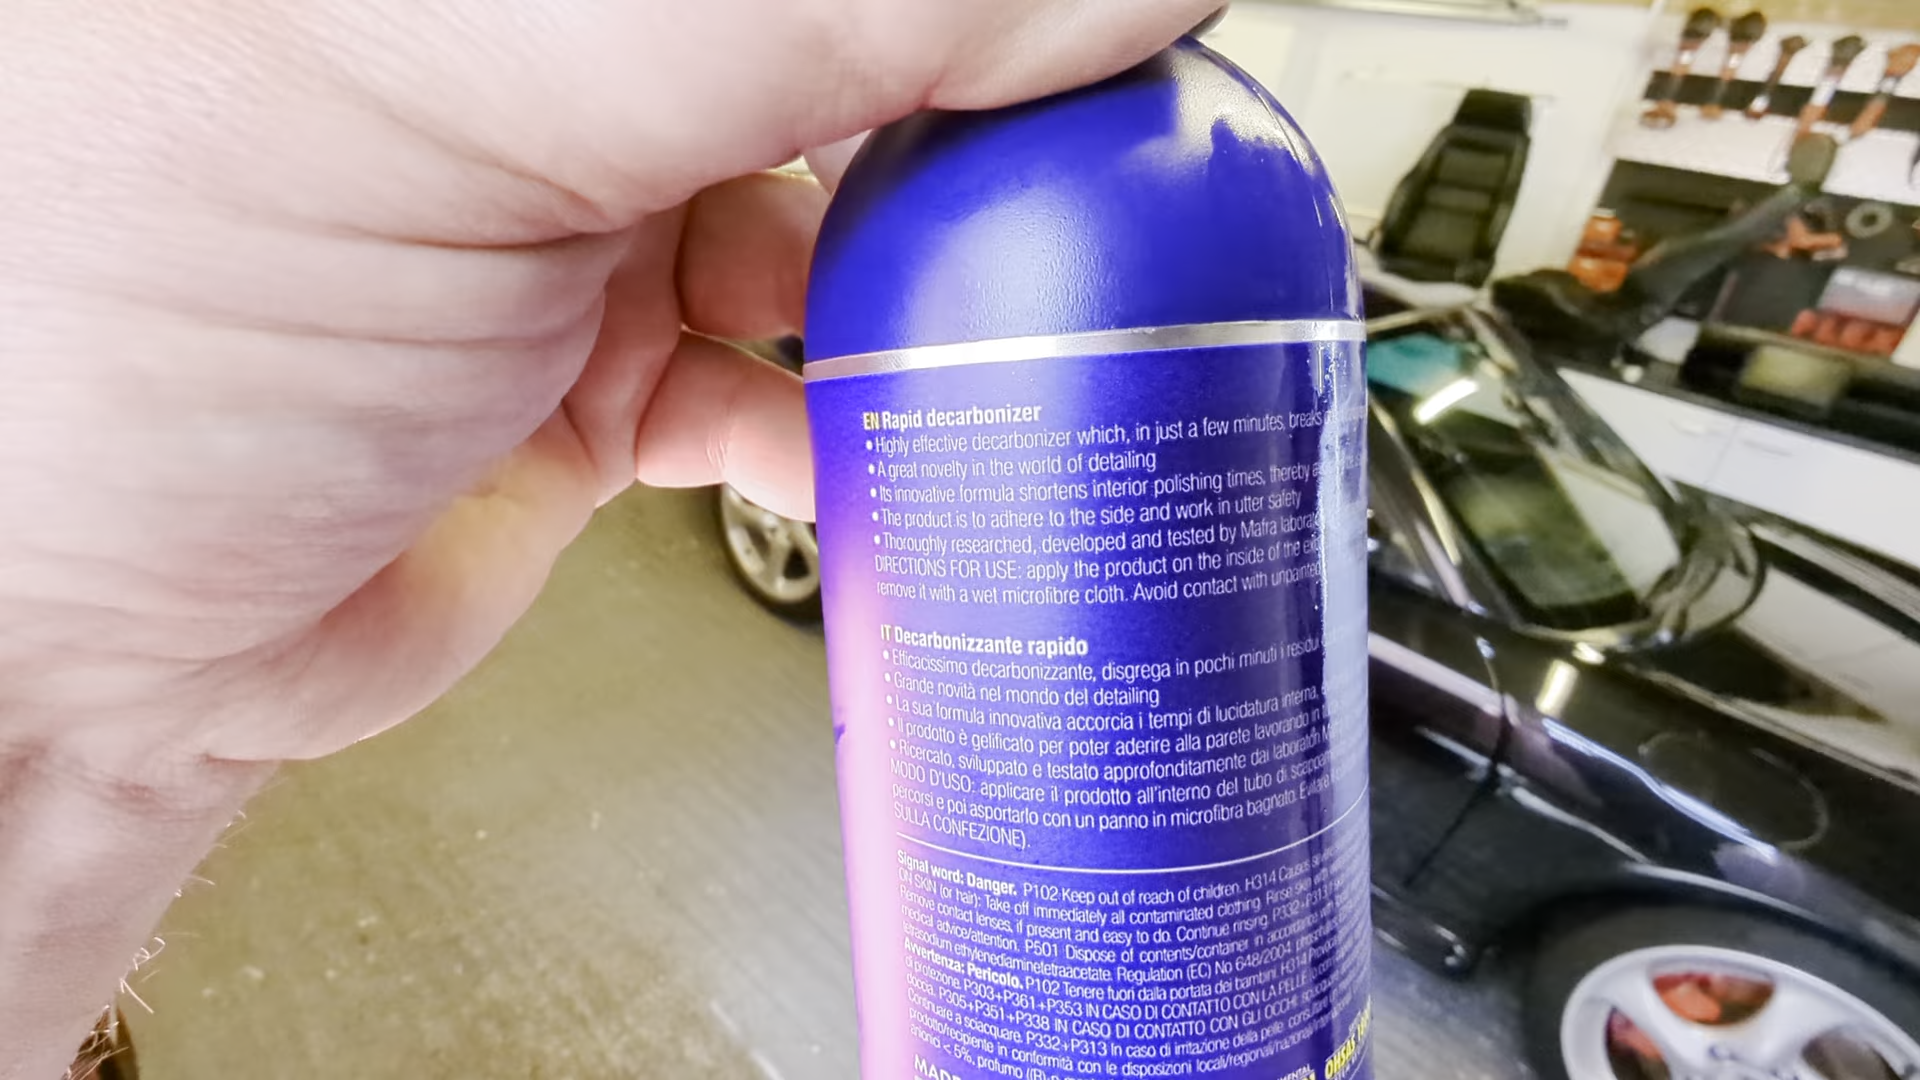 EN Rapid decarbonizer
• Highly effective decarbonizer which, in just a few minutes, breaks
• A great novelty in the world of detailing
• Its innovative formula shortens interior polishing times, thereby
• The product is to adhere to the side and work in utter safety
• Thoroughly researched, developed and tested by Mafra
DIRECTIONS FOR USE: apply the product on the inside of the
remove it with a wet microfibre cloth. Avoid contact with
IT Decarbonizzante rapido
• Efficacissimo decarbonizzante, disgrega in pochi minuti i residui
• Grande novità nel mondo del detailing
• La sua formula innovativa accorcia i tempi di lucidatura interna,
• Il prodotto è gelificato per poter aderire alla parete lavorando in
• Ricercato, sviluppato e testato approfonditamente dai laboratori
MODO D'USO: applicare il prodotto all'interno del tubo di
percorsi e poi asportarlo con un panno in microfibra bagnato.
SULLA CONFEZIONE).
Signal word: Danger. P102 Keep out of reach of children. H314 Causes
ON SKIN (or hair): Take off immediately all contaminated clothing. Rinse skin with
Remove contact lenses, if present and easy to do. Continue rinsing. P332+P313
medical advice/attention. P501 Dispose of contents/container in accordance with
tetrasodium ethylenediaminetetraacetate. Regulation (EC) No 648/2004
Avvertenza: Pericolo. P102 Tenere fuori dalla portata dei bambini. H314
di protezione. P303+P361+P353 IN CASO DI CONTATTO CON LA PELLE
doccia. P305+P351+P338 IN CASO DI CONTATTO CON GLI OCCHI:
Continuare a sciacquare. P332+P313 In caso di irritazione della pelle:
prodotto/recipiente in conformità con le disposizioni locali/regionali/nazionali
anionici < 5%, profumo
OHSAS